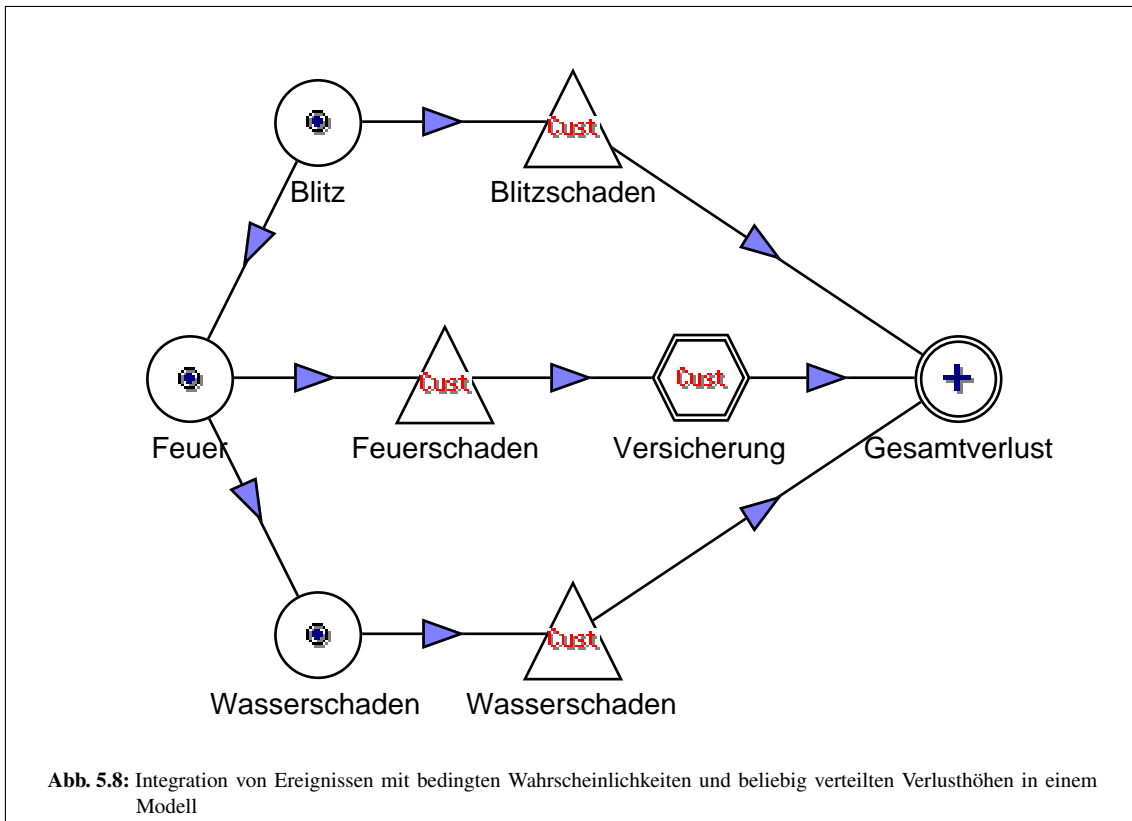 Cust
Blitz
Blitzschaden
Cust
Cust
Feuer
Feuerschaden
Versicherung
Gesamtverlust
Cust
Wasserschaden
Wasserschaden
Abb. 5.8: Integration von Ereignissen mit bedingten Wahrscheinlichkeiten und beliebig verteilten Verlusthöhen in einem
Modell